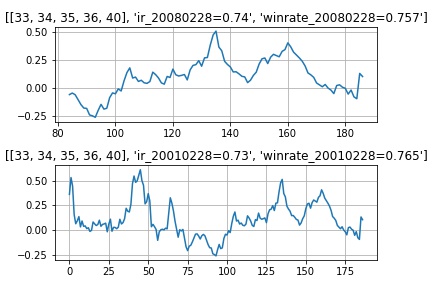 [[33, 34, 35, 36, 40], 'ir_20080228=0.74', 'winrate_20080228=0.757']
0.50
0.25
0.00
−0.25
80 100 120 140 160 180
[[33, 34, 35, 36, 40], 'ir_20010228=0.73', 'winrate_20010228=0.765']
0.50
0.25
0.00
−0.25
0 25 50 75 100 125 150 175